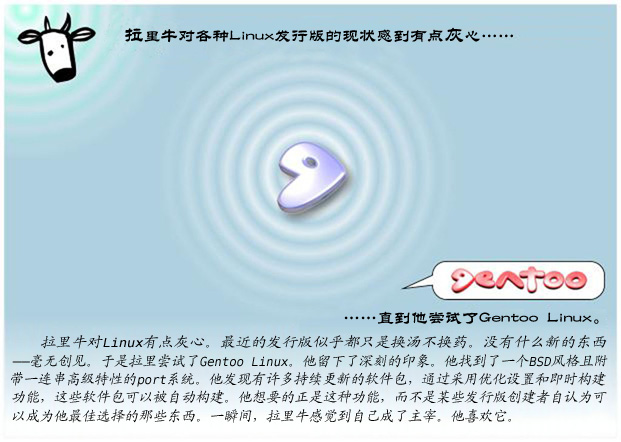 拉里牛对各种Linux发行版的现状感到有点灰心……
gentoo
……直到他尝试了Gentoo Linux。
拉里牛对Linux有点灰心。最近的发行版似乎都只是换汤不换药。没有什么新的东西
——毫无创见。于是拉里尝试了Gentoo Linux。他留下了深刻的印象。他找到了一个BSD风格且附
带一连串高级特性的port系统。他发现有许多持续更新的软件包，通过采用优化设置和即时构建
功能，这些软件包可以被自动构建。他想要的正是这种功能，而不是某些发行版创建者自认为可
以成为他最佳选择的那些东西。一瞬间，拉里牛感觉到自己成了主宰。他喜欢它。